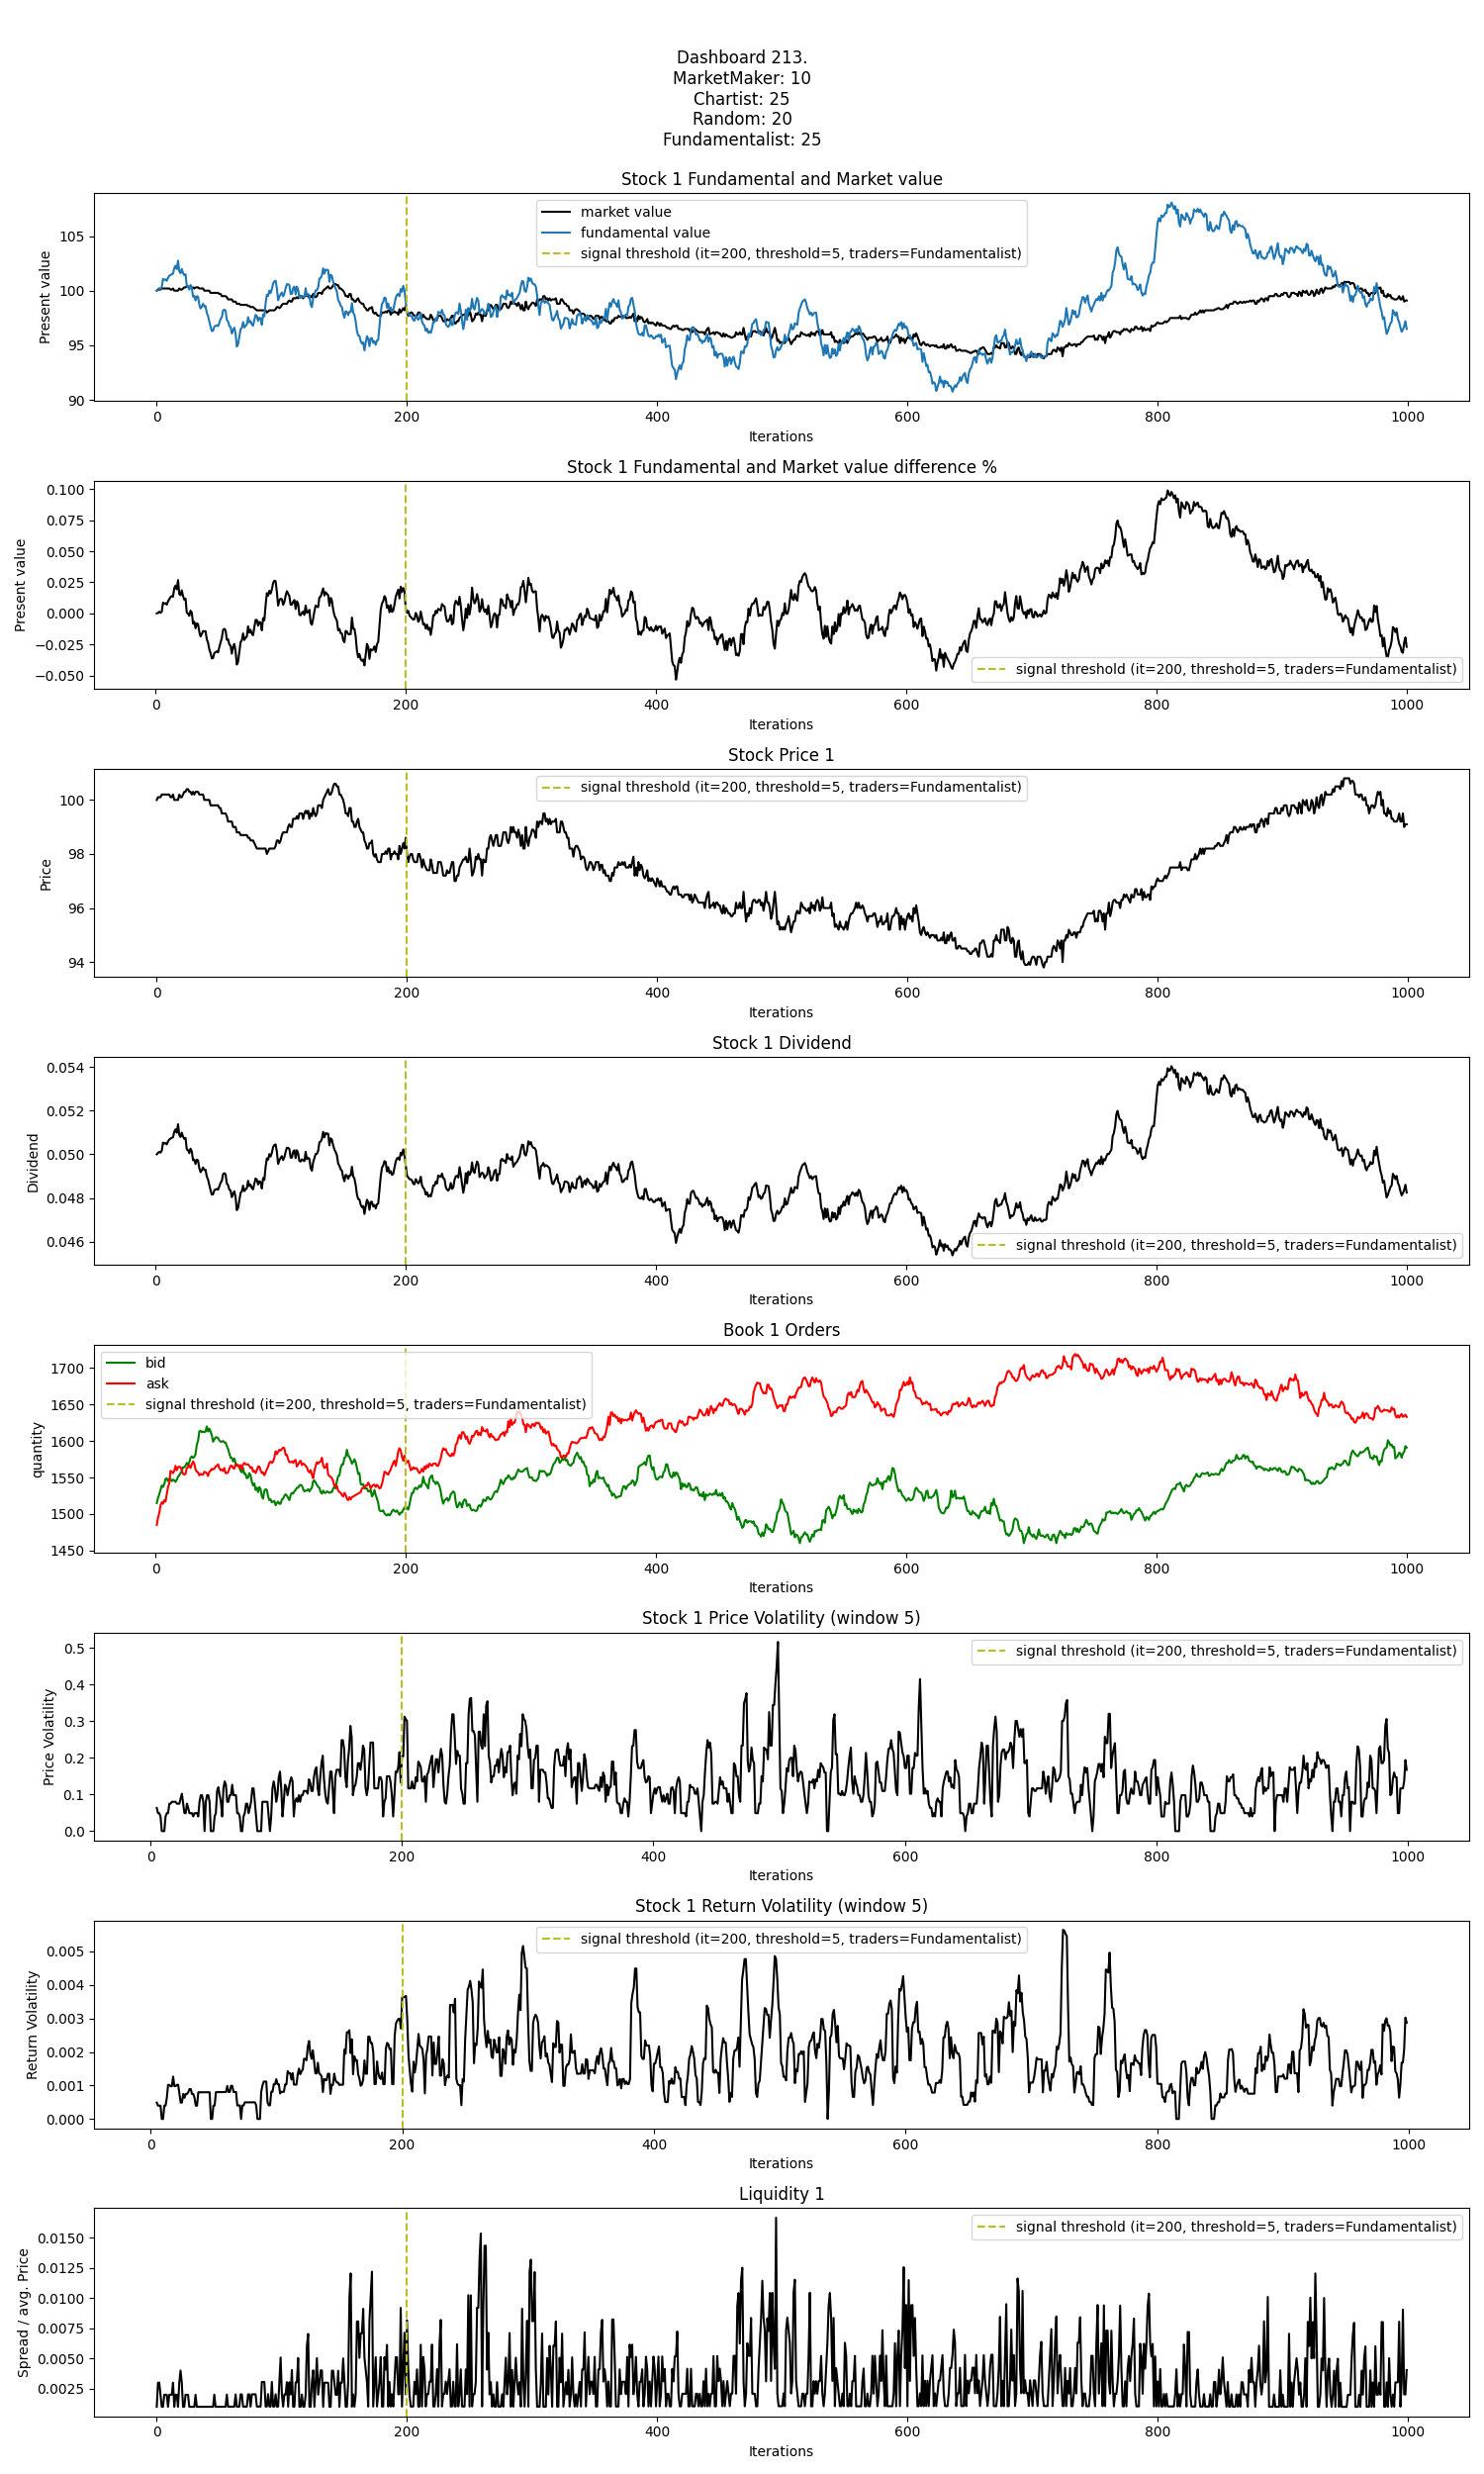 Dashboard 213.
MarketMaker: 10
Chartist: 25
Random: 20
Fundamentalist: 25
Stock 1 Fundamental and Market value
market value
fundamental value
signal threshold (it=200, threshold=5, traders=Fundamentalist)
Present value
105
100
95
90
0 200 400 600 800 1000
Iterations
Stock 1 Fundamental and Market value difference %
Present value
0.100
0.075
0.050
0.025
0.000
−0.025
−0.050
signal threshold (it=200, threshold=5, traders=Fundamentalist)
0 200 400 600 800 1000
Iterations
Stock Price 1
signal threshold (it=200, threshold=5, traders=Fundamentalist)
Price
100
98
96
94
0 200 400 600 800 1000
Iterations
Stock 1 Dividend
Dividend
0.054
0.052
0.050
0.048
0.046
signal threshold (it=200, threshold=5, traders=Fundamentalist)
0 200 400 600 800 1000
Iterations
Book 1 Orders
bid
ask
signal threshold (it=200, threshold=5, traders=Fundamentalist)
quantity
1700
1650
1600
1550
1500
1450
0 200 400 600 800 1000
Iterations
Stock 1 Price Volatility (window 5)
signal threshold (it=200, threshold=5, traders=Fundamentalist)
Price Volatility
0.5
0.4
0.3
0.2
0.1
0.0
0 200 400 600 800 1000
Iterations
Stock 1 Return Volatility (window 5)
signal threshold (it=200, threshold=5, traders=Fundamentalist)
Return Volatility
0.005
0.004
0.003
0.002
0.001
0.000
0 200 400 600 800 1000
Iterations
Liquidity 1
signal threshold (it=200, threshold=5, traders=Fundamentalist)
Spread / avg. Price
0.0150
0.0125
0.0100
0.0075
0.0050
0.0025
0 200 400 600 800 1000
Iterations